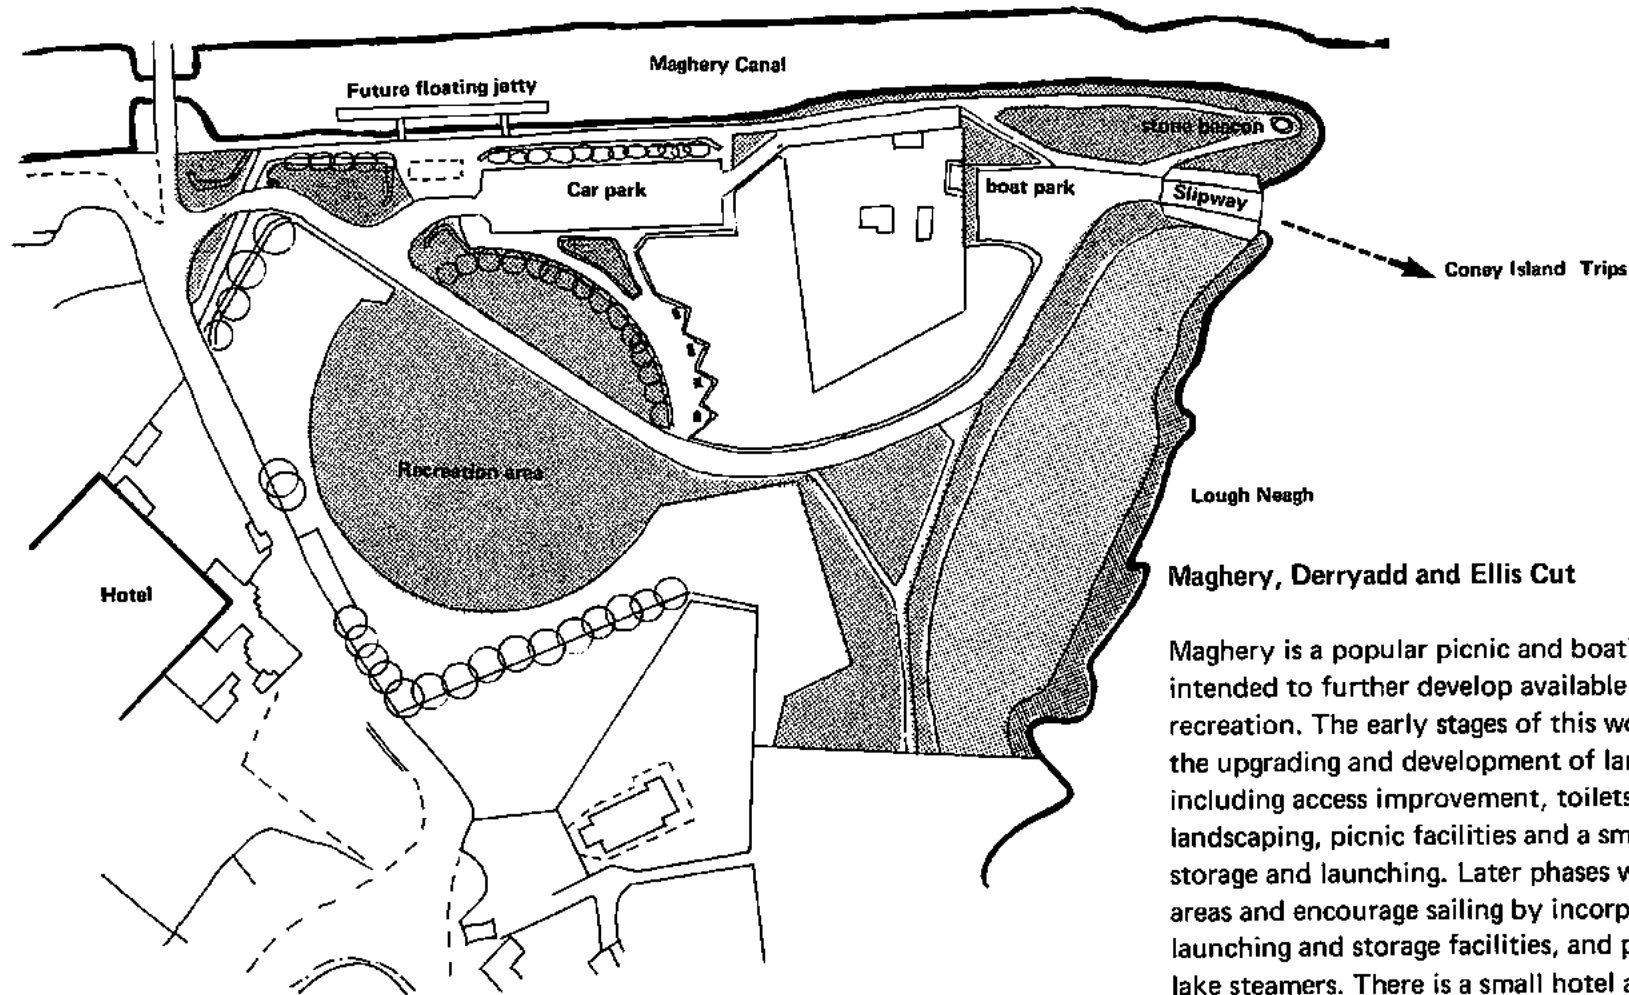 Maghery Canal
Future floating jetty
stone beacon
Car park
boat park
Slipway
Coney Island Trips
Recreation area
Lough Neagh
Hotel
Maghery, Derryadd and Ellis Cut
Maghery is a popular picnic and boat
intended to further develop available
recreation. The early stages of this
the upgrading and development of
including access improvement, toilets
landscaping, picnic facilities and a
storage and launching. Later phases
areas and encourage sailing by
launching and storage facilities, and
lake steamers. There is a small hotel